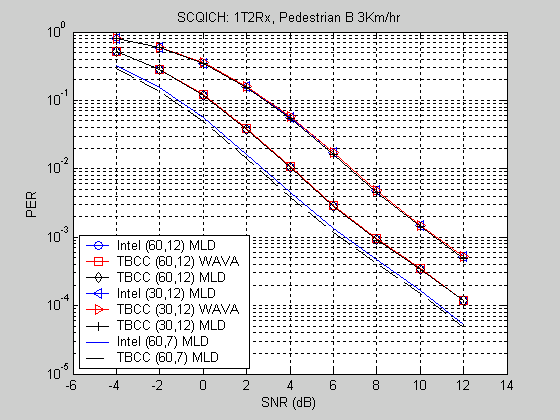 SCQICH: 1T2Rx, Pedestrian B 3Km/hr
10^0
10^-1
10^-2
10^-3
10^-4
10^-5
PER
Intel (60,12) MLD
TBCC (60,12) WAVA
TBCC (60,12) MLD
Intel (30,12) MLD
TBCC (30,12) WAVA
TBCC (30,12) MLD
Intel (60,7) MLD
TBCC (60,7) MLD
-6 -4 -2 0 2 4 6 8 10 12 14
SNR (dB)